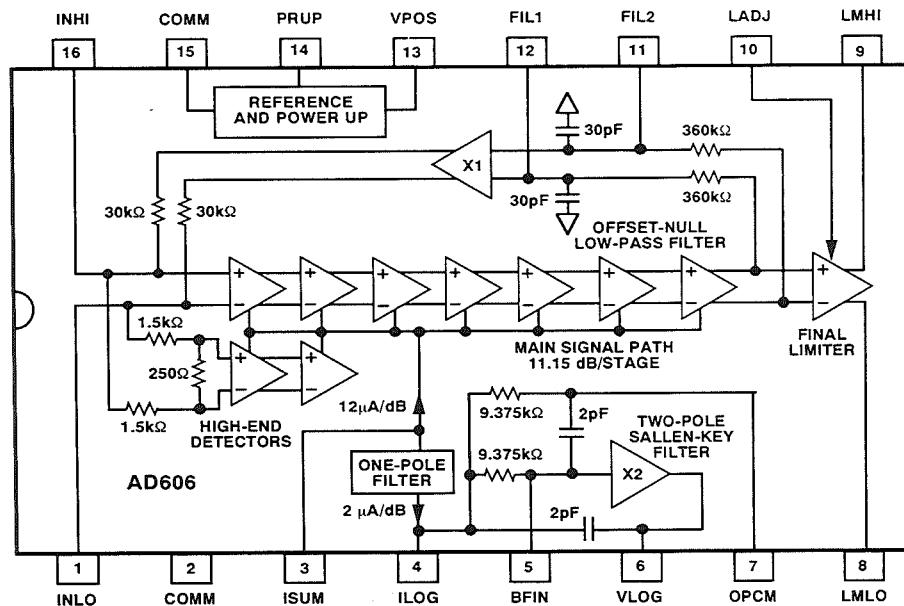 INHI COMM PRUP VPOS FIL1 FIL2 LADJ LMHI
16 15 14 13 12 11 10 9
REFERENCE
AND POWER UP
30pF
360kΩ
X1
30kΩ
30kΩ
30pF
360kΩ
OFFSET-NULL
LOW-PASS FILTER
+ + + + + + + +
− − − − − − − −
1.5kΩ
250Ω
1.5kΩ
+ +
− −
HIGH-END
DETECTORS
MAIN SIGNAL PATH
11.15 dB/STAGE
FINAL
LIMITER
12µA/dB
9.375kΩ
2pF
TWO-POLE
SALLEN-KEY
FILTER
ONE-POLE
FILTER
9.375kΩ
X2
AD606
2 µA/dB
2pF
1 2 3 4 5 6 7 8
INLO COMM ISUM ILOG BFIN VLOG OPCM LMLO